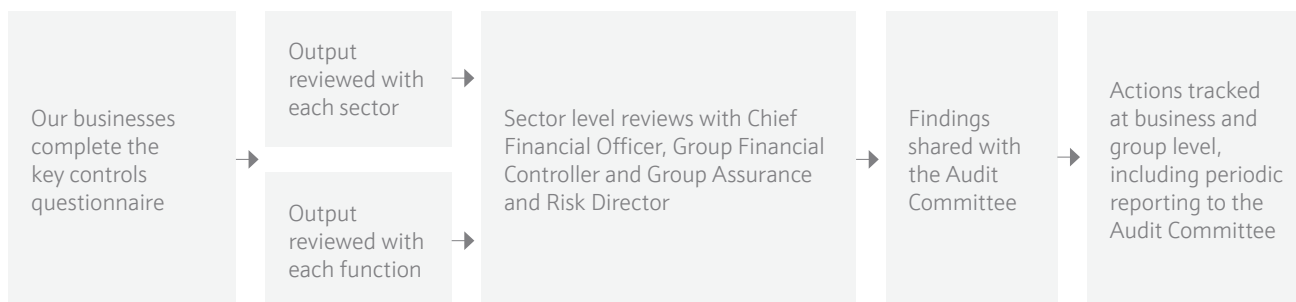 Our businesses
complete the
key controls
questionnaire
Output
reviewed with
each sector
Output
reviewed with
each function
Sector level reviews with Chief
Financial Officer, Group Financial
Controller and Group Assurance
and Risk Director
Findings
shared with
the Audit
Committee
Actions tracked
at business and
group level,
including periodic
reporting to the
Audit Committee